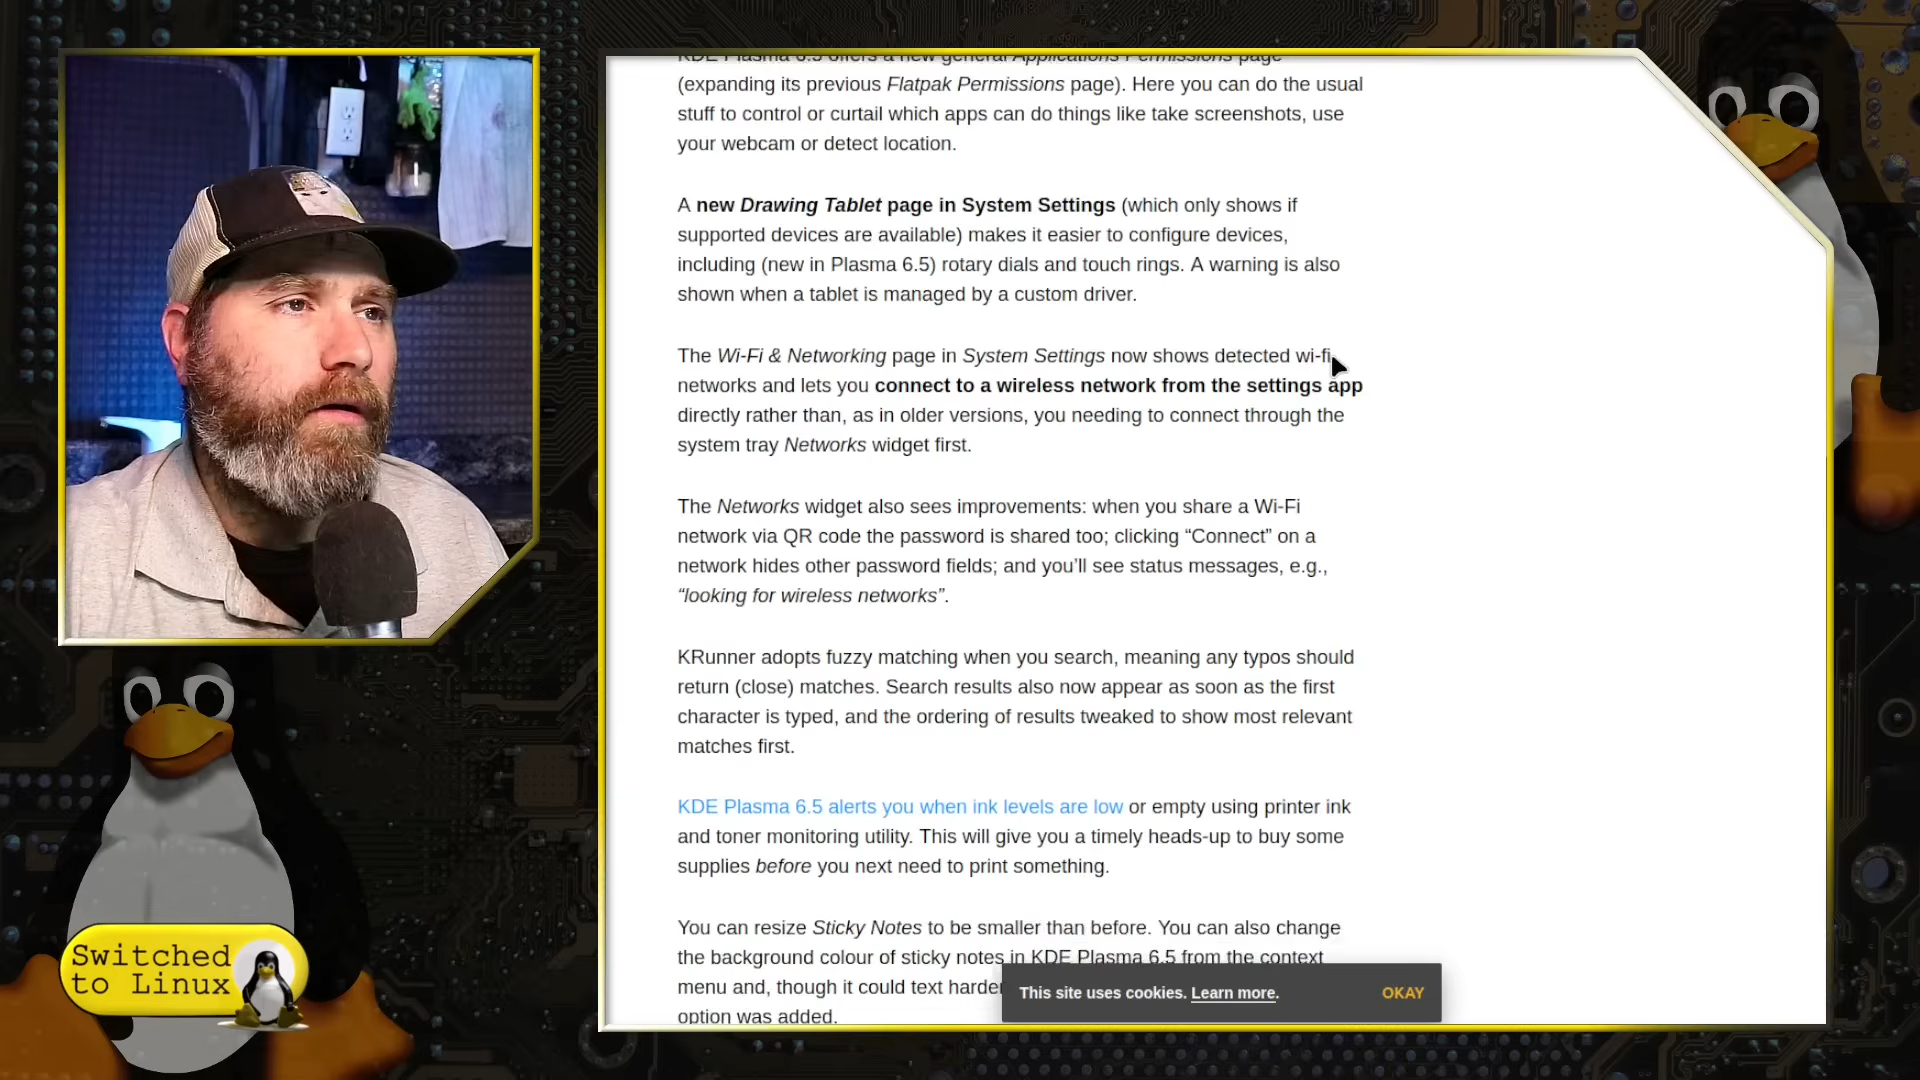 KDE Plasma 6.5 offers a new general Applications Permissions page
(expanding its previous Flatpak Permissions page). Here you can do the usual
stuff to control or curtail which apps can do things like take screenshots, use
your webcam or detect location.
A new Drawing Tablet page in System Settings (which only shows if
supported devices are available) makes it easier to configure devices,
including (new in Plasma 6.5) rotary dials and touch rings. A warning is also
shown when a tablet is managed by a custom driver.
The Wi-Fi & Networking page in System Settings now shows detected wi-fi
networks and lets you connect to a wireless network from the settings app
directly rather than, as in older versions, you needing to connect through the
system tray Networks widget first.
The Networks widget also sees improvements: when you share a Wi-Fi
network via QR code the password is shared too; clicking “Connect” on a
network hides other password fields; and you’ll see status messages, e.g.,
“looking for wireless networks”.
KRunner adopts fuzzy matching when you search, meaning any typos should
return (close) matches. Search results also now appear as soon as the first
character is typed, and the ordering of results tweaked to show most relevant
matches first.
KDE Plasma 6.5 alerts you when ink levels are low or empty using printer ink
and toner monitoring utility. This will give you a timely heads-up to buy some
supplies before you next need to print something.
You can resize Sticky Notes to be smaller than before. You can also change
the background colour of sticky notes in KDE Plasma 6.5 from the context
menu and, though it could text harder
option was added.
This site uses cookies. Learn more.
OKAY
Switched
to Linux